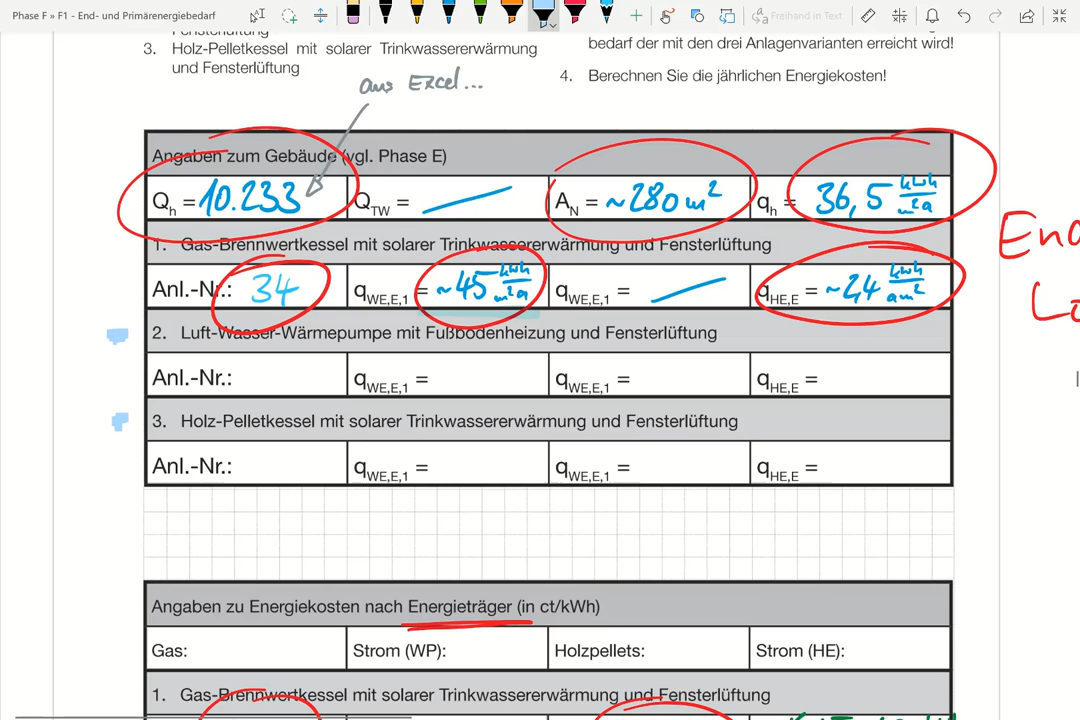 Phase F » F1 - End- und Primärenergiebedarf
Freihand in Text
Fensterlüftung
3. Holz-Pelletkessel mit solarer Trinkwassererwärmung
und Fensterlüftung
bedarf der mit den drei Anlagenvarianten erreicht wird!
4. Berechnen Sie die jährlichen Energiekosten!
aus Excel...
Angaben zum Gebäude (vgl. Phase E)
Qh = 10.233 QTW = AN = ~280 m² qh = 36,5 kWh/m²a
1. Gas-Brennwertkessel mit solarer Trinkwassererwärmung und Fensterlüftung
Anl.-Nr.: 34 qWE,E,1 = ~45 kWh/m²a qWE,E,1 = qHE,E = ~2,4 kWh/am²
2. Luft-Wasser-Wärmepumpe mit Fußbodenheizung und Fensterlüftung
Anl.-Nr.: qWE,E,1 = qWE,E,1 = qHE,E =
3. Holz-Pelletkessel mit solarer Trinkwassererwärmung und Fensterlüftung
Anl.-Nr.: qWE,E,1 = qWE,E,1 = qHE,E =
Angaben zu Energiekosten nach Energieträger (in ct/kWh)
Gas: Strom (WP): Holzpellets: Strom (HE):
1. Gas-Brennwertkessel mit solarer Trinkwassererwärmung und Fensterlüftung